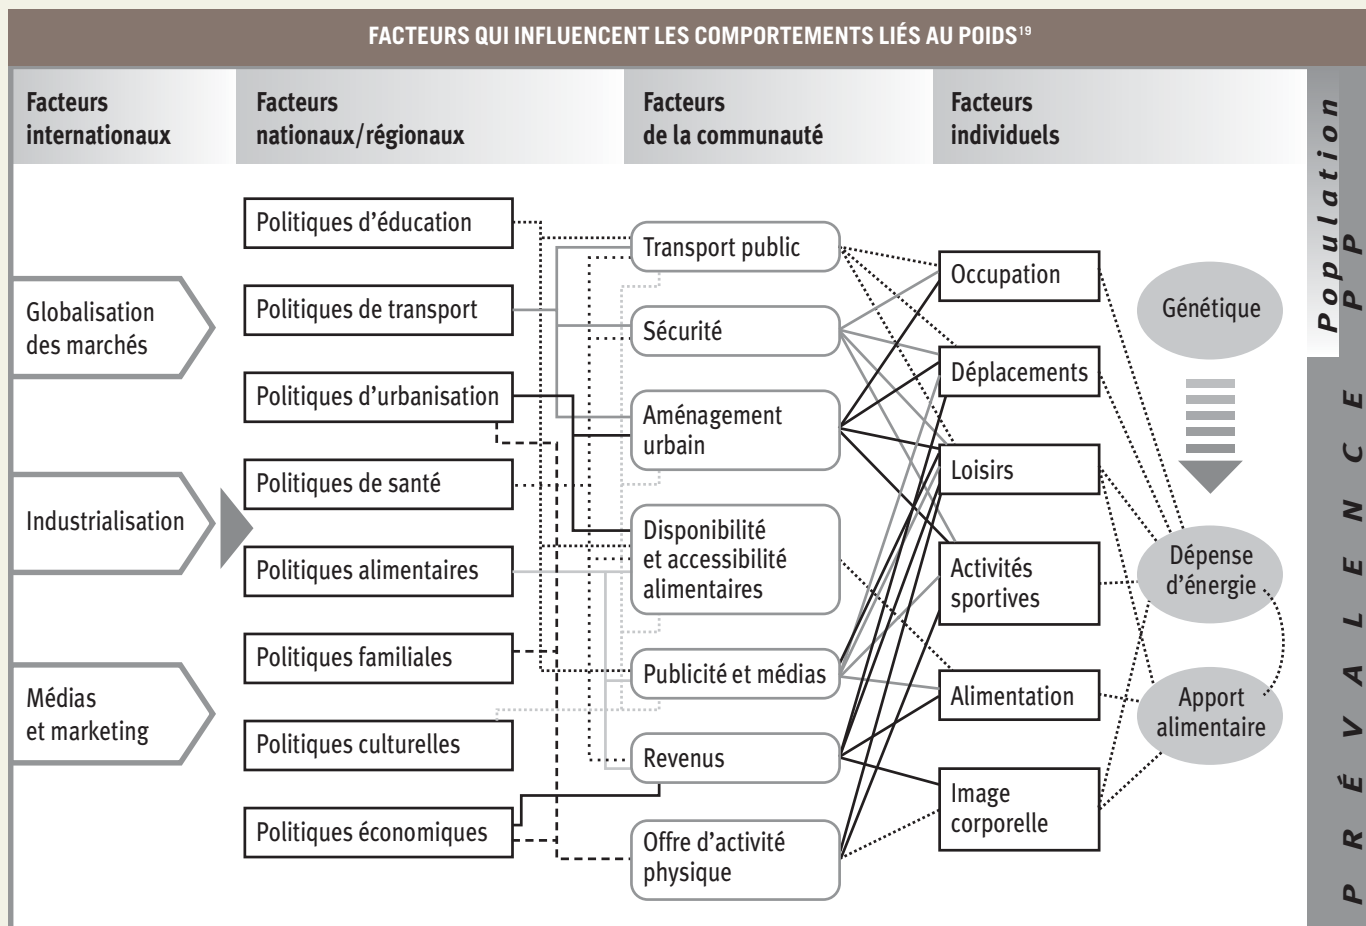 FACTEURS QUI INFLUENCENT LES COMPORTEMENTS LIÉS AU POIDS¹⁹
Facteurs
internationaux
Facteurs
nationaux/régionaux
Facteurs
de la communauté
Facteurs
individuels
Globalisation
des marchés
Industrialisation
Médias
et marketing
Politiques d'éducation
Politiques de transport
Politiques d'urbanisation
Politiques de santé
Politiques alimentaires
Politiques familiales
Politiques culturelles
Politiques économiques
Transport public
Sécurité
Aménagement
urbain
Disponibilité
et accessibilité
alimentaires
Publicité et médias
Revenus
Offre d'activité
physique
Occupation
Déplacements
Loisirs
Activités
sportives
Alimentation
Image
corporelle
Génétique
Dépense
d'énergie
Apport
alimentaire
Population
PRÉVALENCE PP